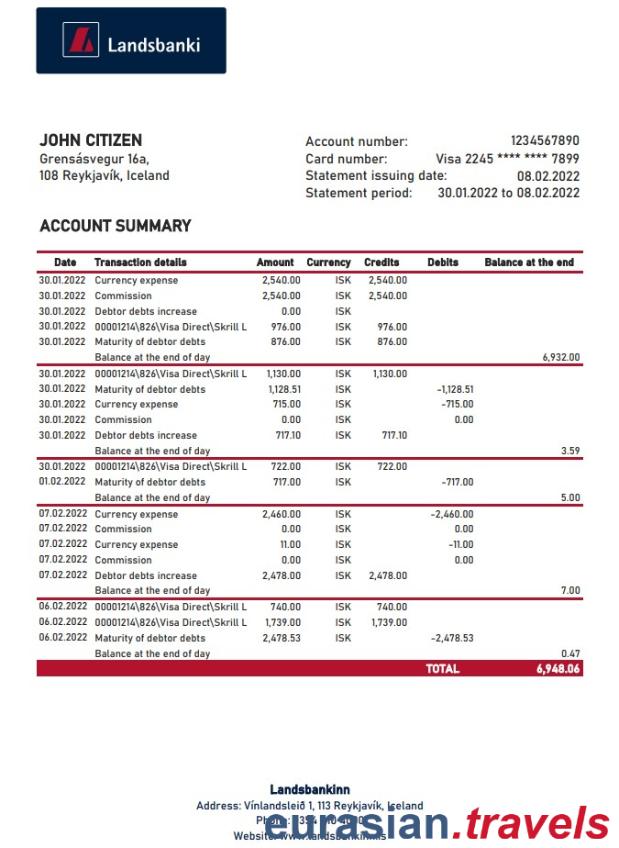 Landsbanki
JOHN CITIZEN
Grensásvegur 16a,
108 Reykjavík, Iceland
Account number: 1234567890
Card number: Visa 2245 **** **** 7899
Statement issuing date: 08.02.2022
Statement period: 30.01.2022 to 08.02.2022
ACCOUNT SUMMARY
Date Transaction details Amount Currency Credits Debits Balance at the end
30.01.2022 Currency expense 2,540.00 ISK 2,540.00
30.01.2022 Commission 2,540.00 ISK 2,540.00
30.01.2022 Debtor debts increase 0.00 ISK
30.01.2022 00001214\826\Visa Direct\Skrill L 976.00 ISK 976.00
30.01.2022 Maturity of debtor debts 876.00 ISK 876.00
Balance at the end of day 6,932.00
30.01.2022 00001214\826\Visa Direct\Skrill L 1,130.00 ISK 1,130.00
30.01.2022 Maturity of debtor debts 1,128.51 ISK -1,128.51
30.01.2022 Currency expense 715.00 ISK -715.00
30.01.2022 Commission 0.00 ISK 0.00
30.01.2022 Debtor debts increase 717.10 ISK 717.10
Balance at the end of day 3.59
30.01.2022 00001214\826\Visa Direct\Skrill L 722.00 ISK 722.00
01.02.2022 Maturity of debtor debts 717.00 ISK -717.00
Balance at the end of day 5.00
07.02.2022 Currency expense 2,460.00 ISK -2,460.00
07.02.2022 Commission 0.00 ISK 0.00
07.02.2022 Currency expense 11.00 ISK -11.00
07.02.2022 Commission 0.00 ISK 0.00
07.02.2022 Debtor debts increase 2,478.00 ISK 2,478.00
Balance at the end of day 7.00
06.02.2022 00001214\826\Visa Direct\Skrill L 740.00 ISK 740.00
06.02.2022 00001214\826\Visa Direct\Skrill L 1,739.00 ISK 1,739.00
06.02.2022 Maturity of debtor debts 2,478.53 ISK -2,478.53
Balance at the end of day 0.47
TOTAL 6,948.06
Landsbankinn
Address: Vínlandsleið 1, 113 Reykjavík, Iceland
Website:
eurasian.travels